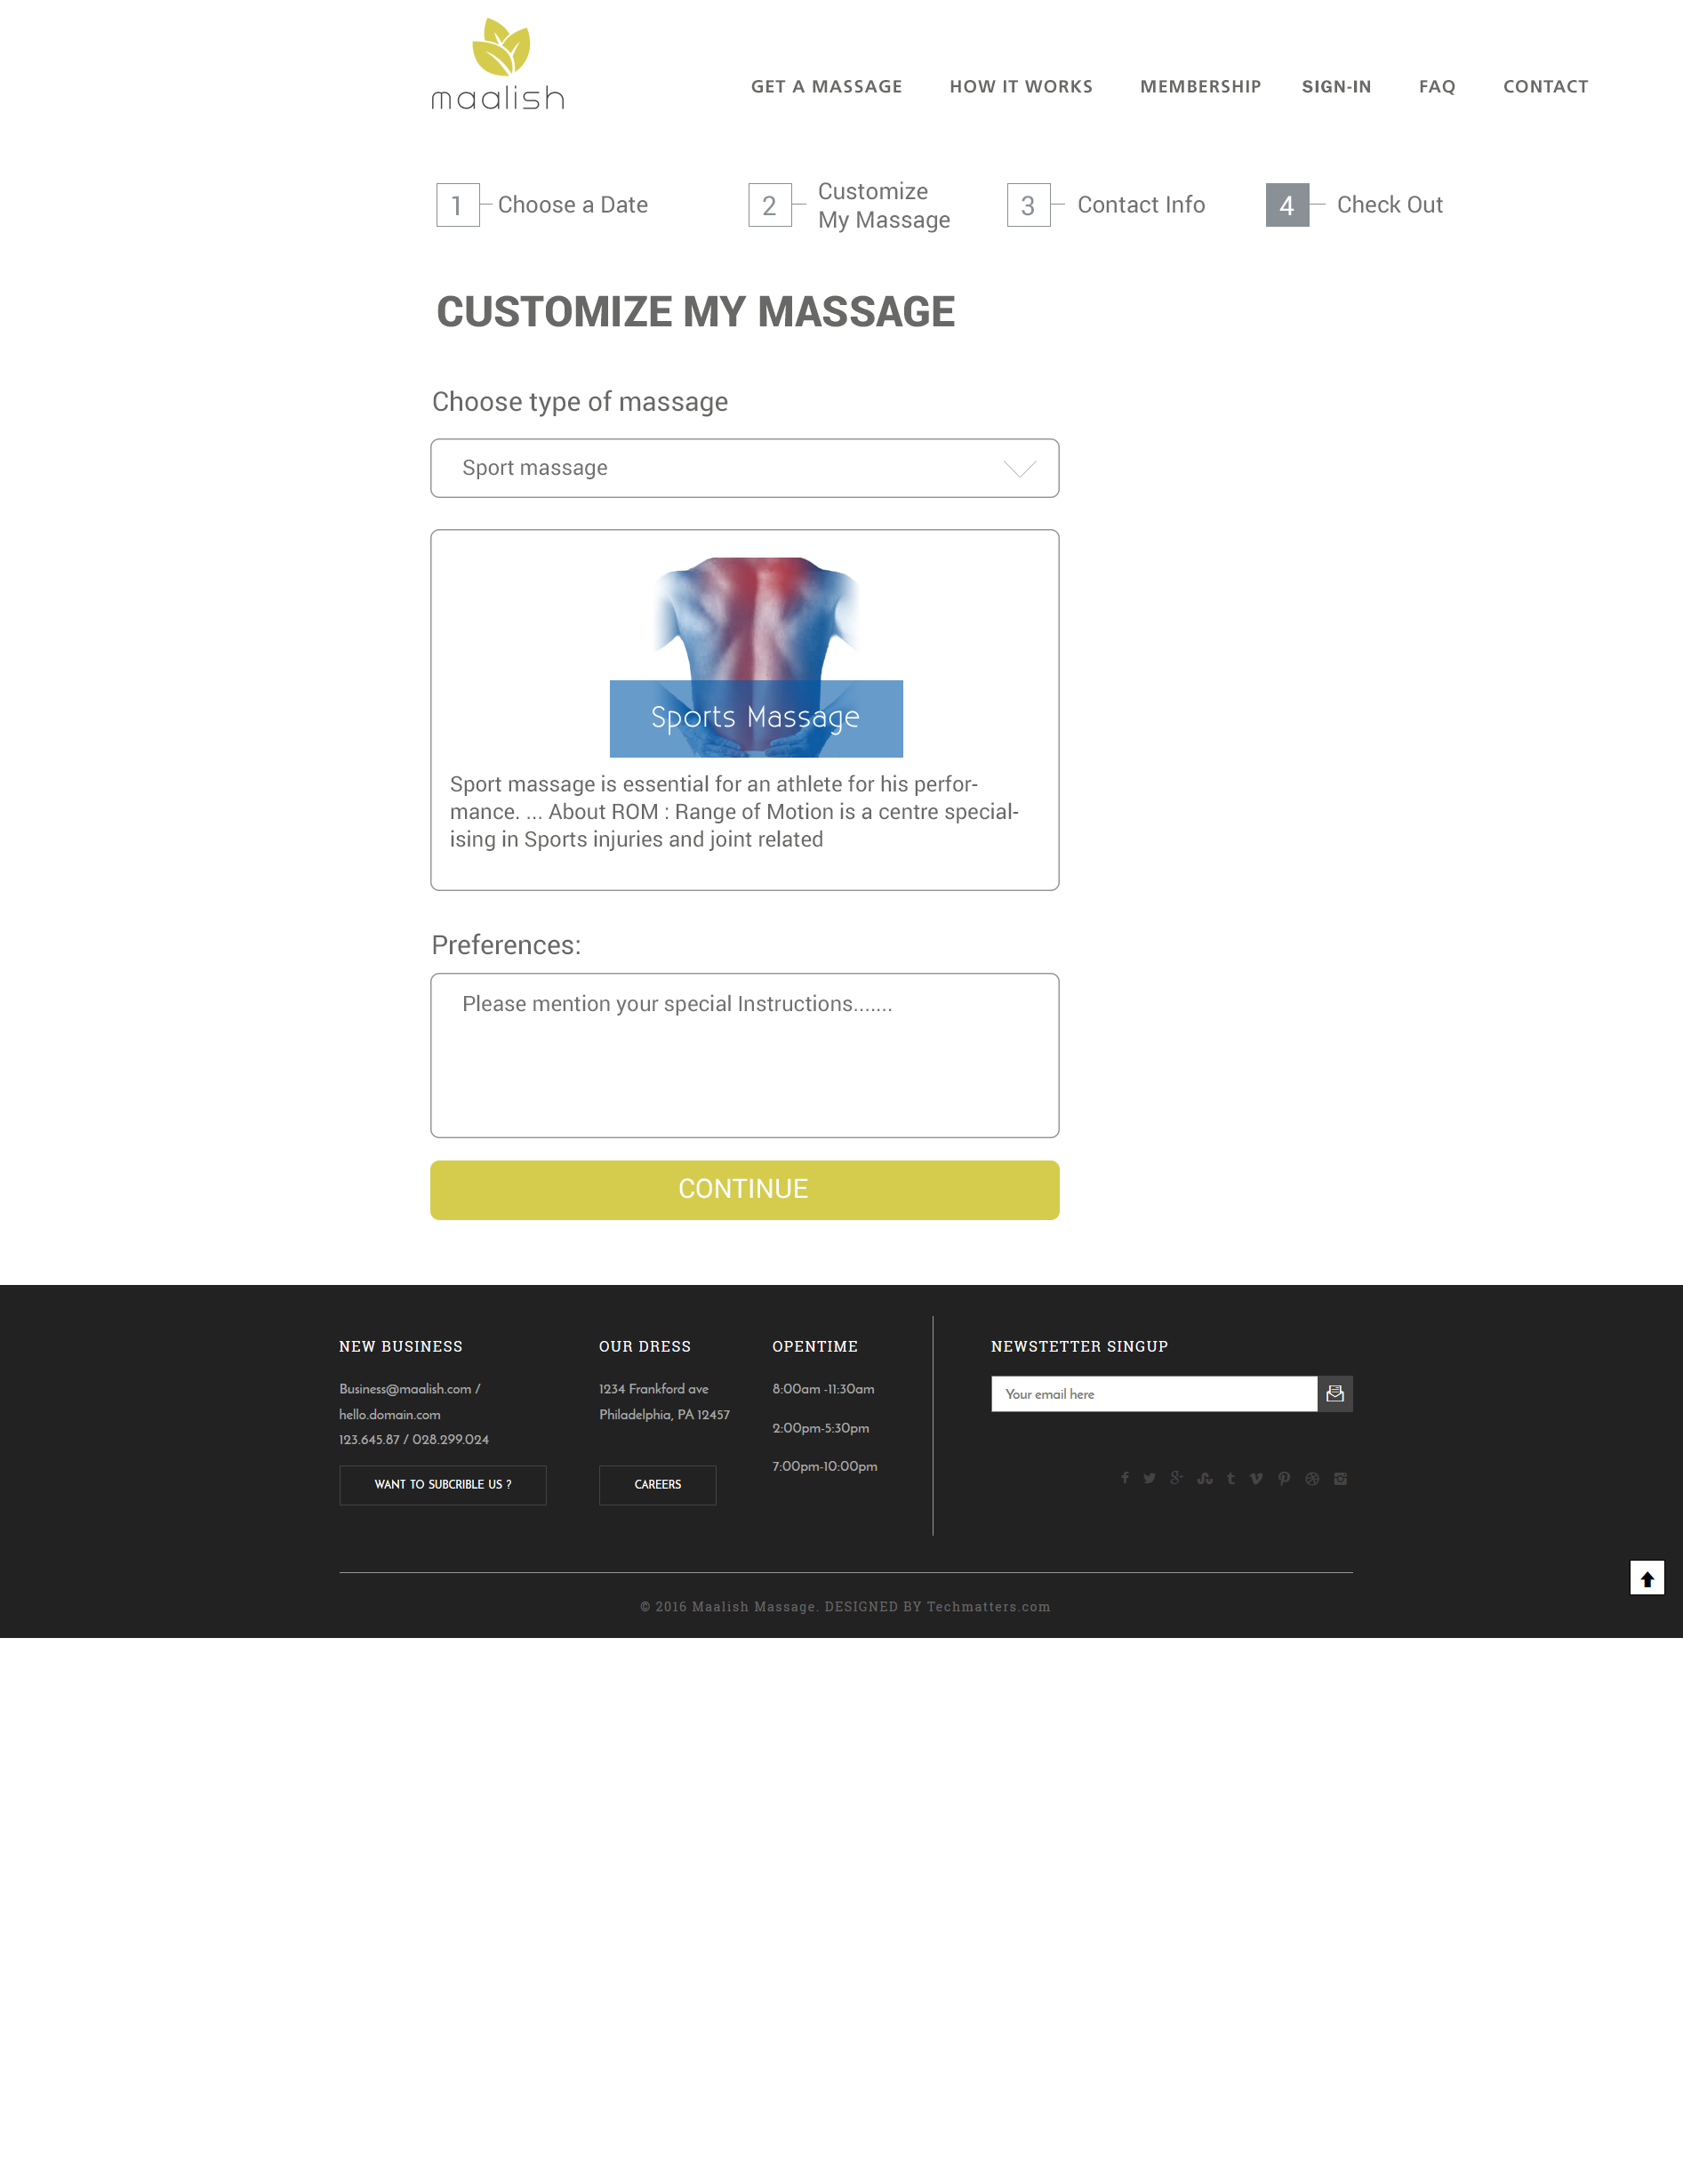 maalish
GET A MASSAGE HOW IT WORKS MEMBERSHIP SIGN-IN FAQ CONTACT
1 Choose a Date
2 Customize
My Massage
3 Contact Info
4 Check Out
CUSTOMIZE MY MASSAGE
Choose type of massage
Sport massage
Sports Massage
Sport massage is essential for an athlete for his perfor-
mance. ... About ROM : Range of Motion is a centre special-
ising in Sports injuries and joint related
Preferences:
Please mention your special Instructions.......
CONTINUE
NEW BUSINESS
Business@maalish.com /
hello.domain.com
123.645.87 / 028.299.024
WANT TO SUBCRIBLE US ?
OUR DRESS
1234 Frankford ave
Philadelphia, PA 12457
CAREERS
OPENTIME
8:00am -11:30am
2:00pm-5:30pm
7:00pm-10:00pm
NEWSTETTER SINGUP
Your email here
© 2016 Maalish Massage. DESIGNED BY Techmatters.com